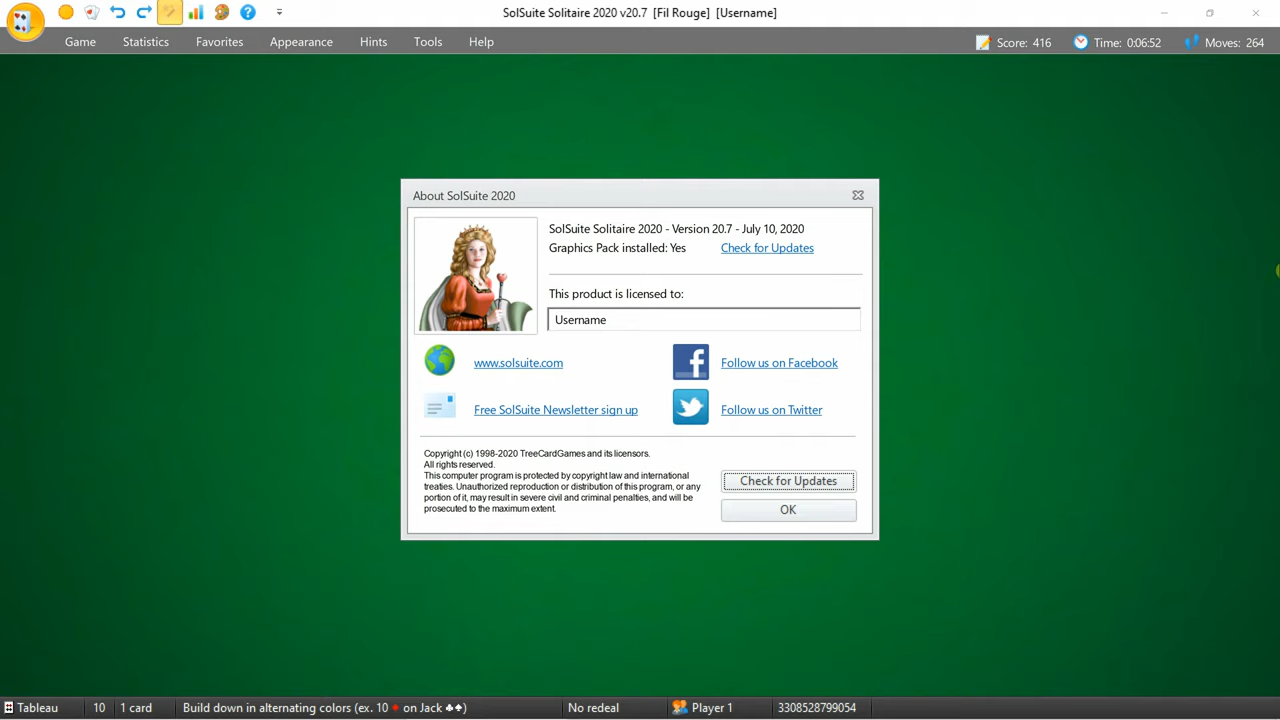 SolSuite Solitaire 2020 v20.7 [Fil Rouge] [Username]
Game Statistics Favorites Appearance Hints Tools Help Score: 416 Time: 0:06:52 Moves: 264
About SolSuite 2020
SolSuite Solitaire 2020 - Version 20.7 - July 10, 2020
Graphics Pack installed: Yes Check for Updates
This product is licensed to:
Username
www.solsuite.com Follow us on Facebook
Free SolSuite Newsletter sign up Follow us on Twitter
Copyright (c) 1998-2020 TreeCardGames and its licensors.
All rights reserved.
This computer program is protected by copyright law and international
treaties. Unauthorized reproduction or distribution of this program, or any
portion of it, may result in severe civil and criminal penalties, and will be
prosecuted to the maximum extent.
Check for Updates
OK
Tableau 10 1 card Build down in alternating colors (ex. 10 ♦ on Jack ♣♠) No redeal Player 1 3308528799054